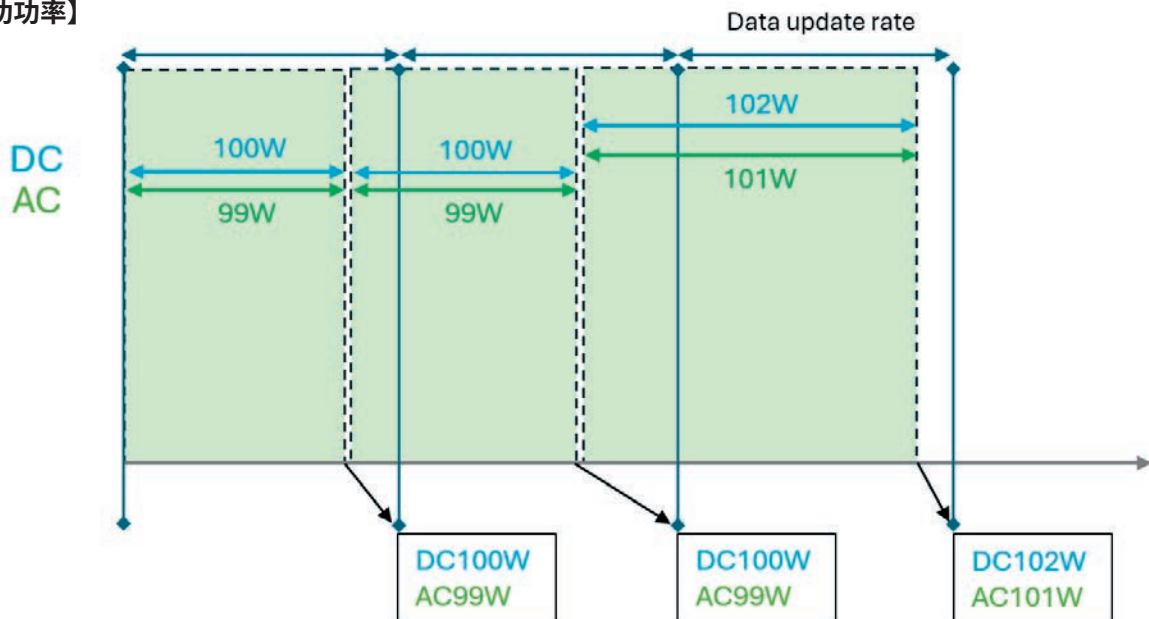 功功率】
Data update rate
102W
DC
100W
100W
AC
99W
99W
101W
DC100W
AC99W
DC100W
AC99W
DC102W
AC101W